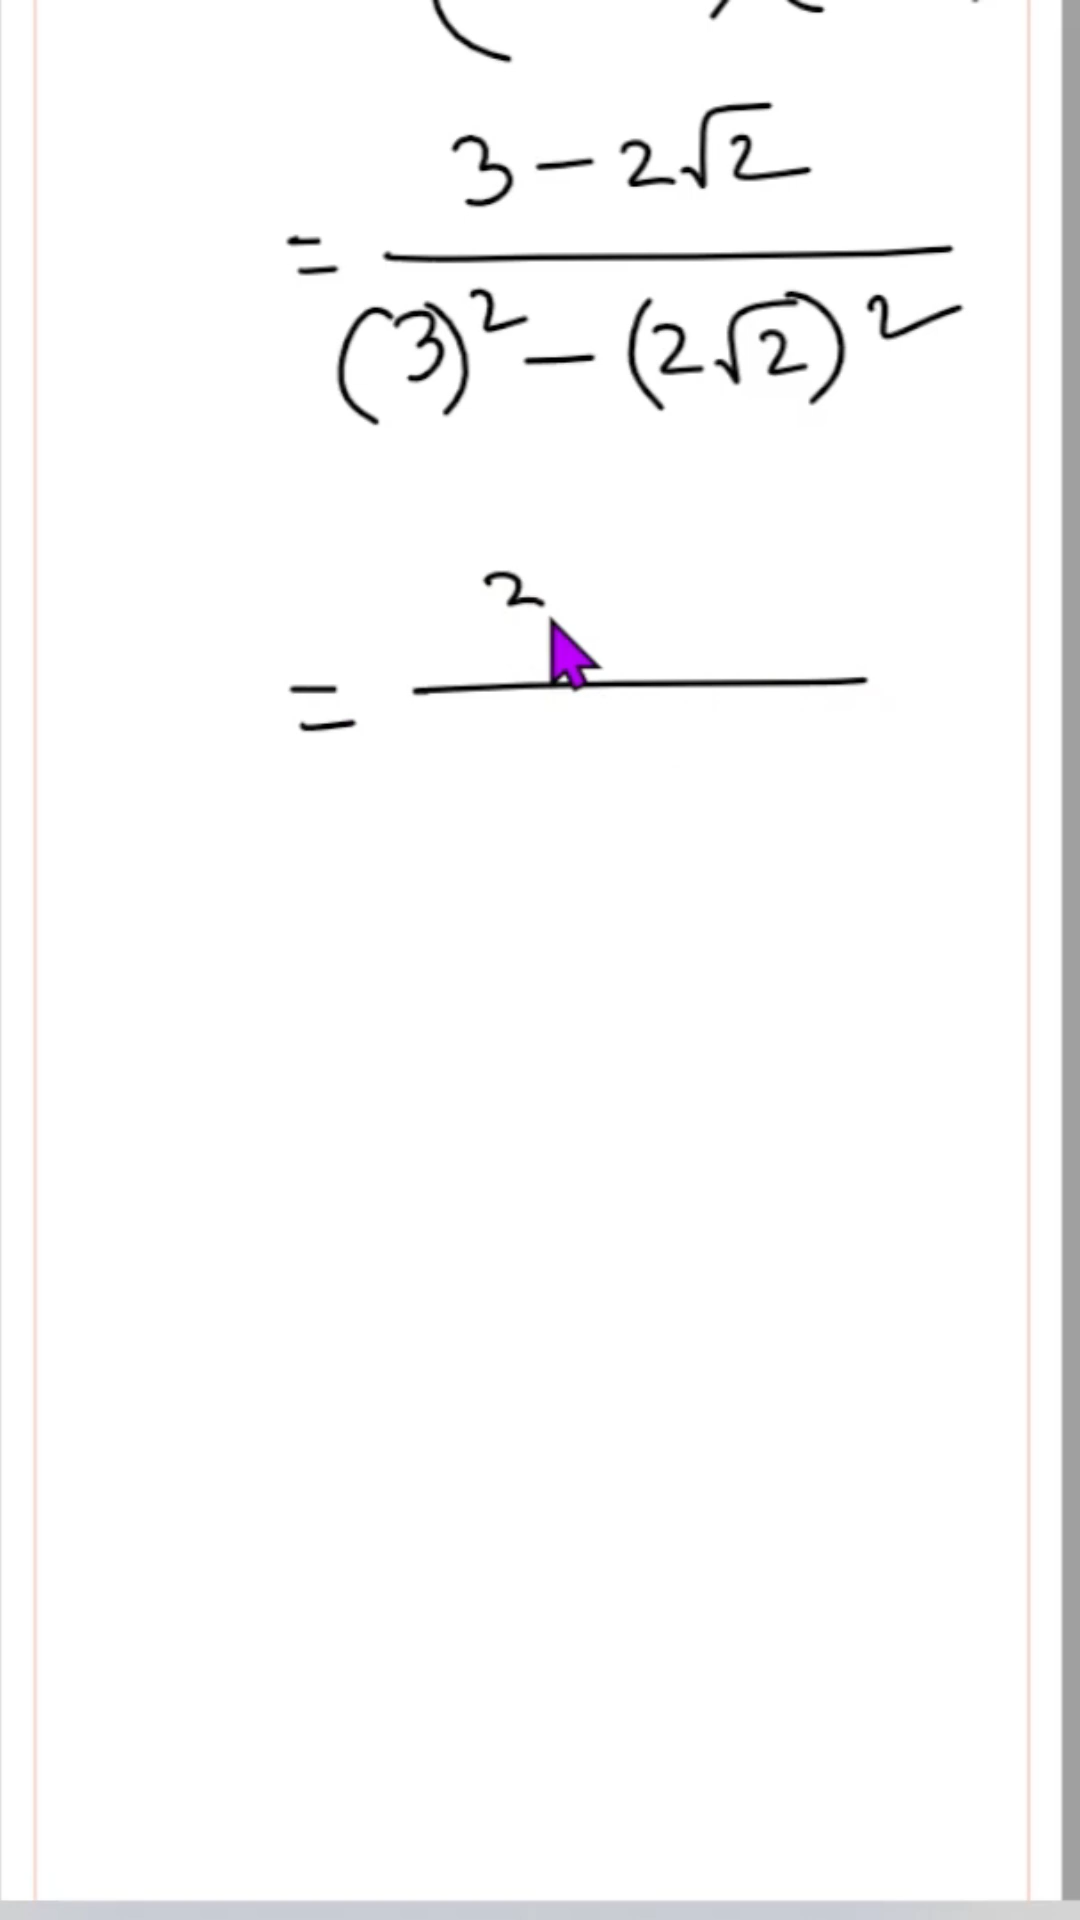 3 - 2√2
=
(3)² - (2√2)²
2
=